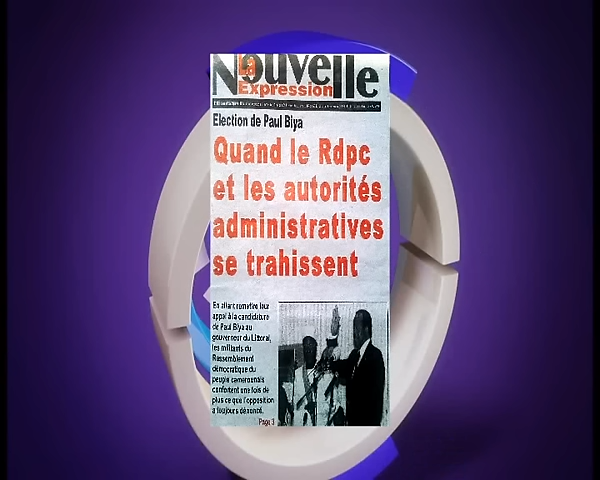 La Nouvelle
Expression
Election de Paul Biya
Quand le Rdpc
et les autorités
administratives
se trahissent
En allant remettre leur
appel à la candidature
de Paul Biya au
gouverneur du Littoral,
les militants du
Rassemblement
démocratique du
peuple camerounais
confortent une fois de
plus ce que l'opposition
a toujours dénoncé.
Page 3